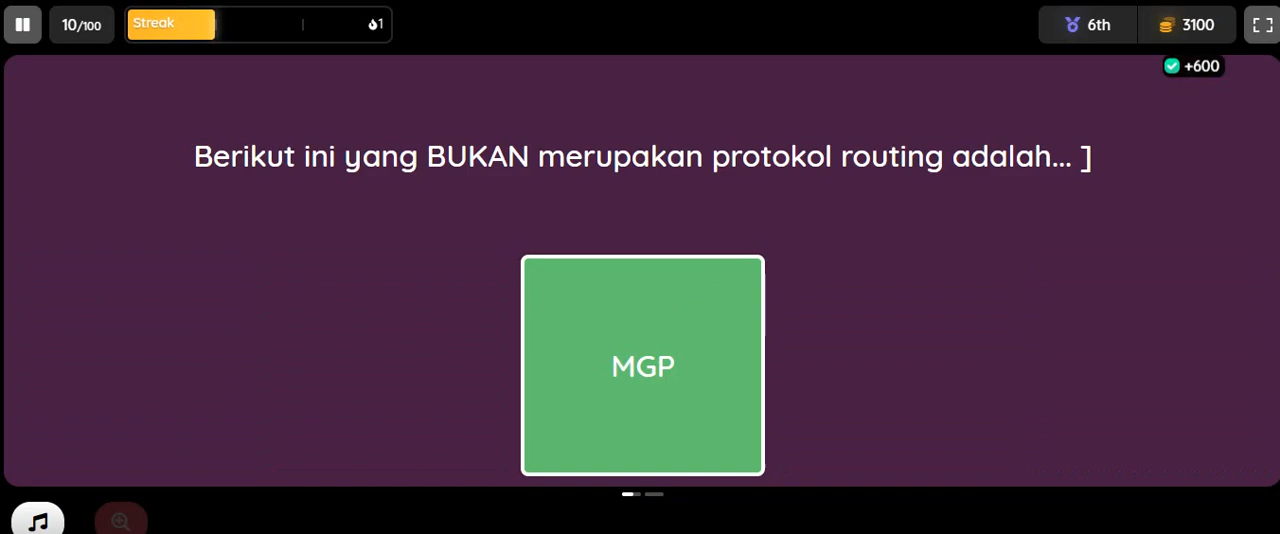 10/100
Streak
1
6th
3100
+600
Berikut ini yang BUKAN merupakan protokol routing adalah... ]
MGP